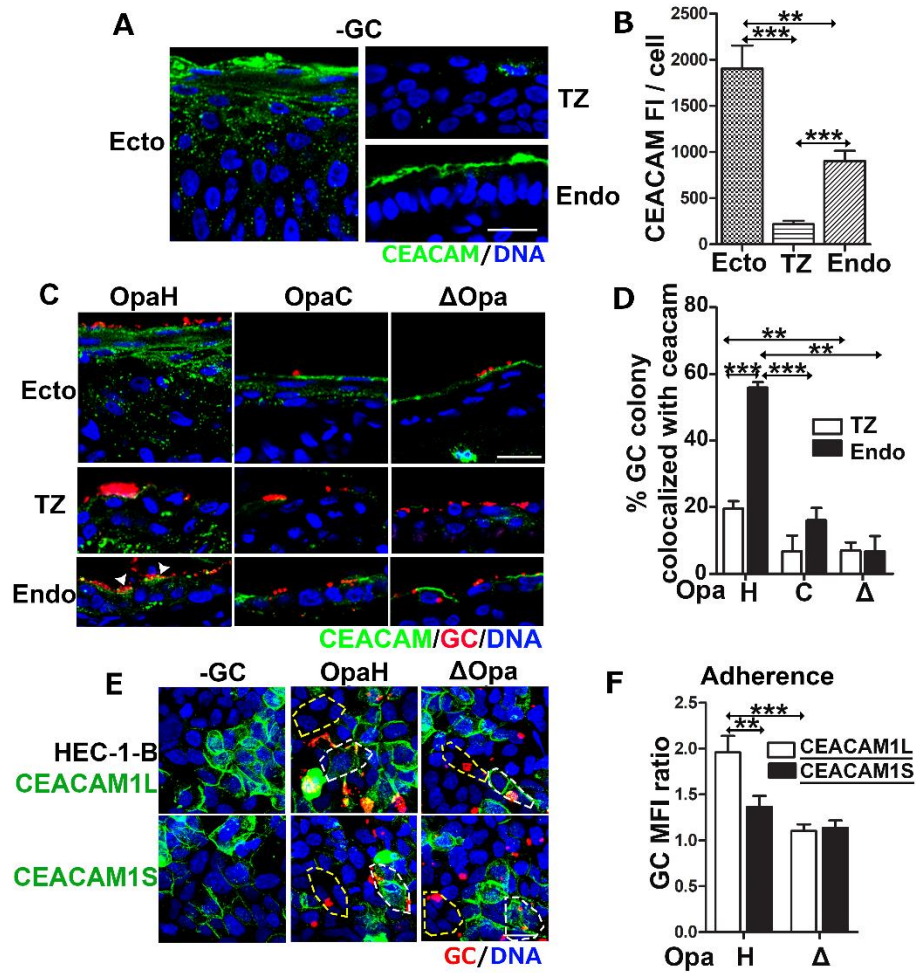 A
-GC
Ecto
TZ
Endo
CEACAM/DNA
B
CEACAM FI / cell
2000
1500
1000
500
0
** 
***
***
Ecto TZ Endo
C
OpaH OpaC ΔOpa
Ecto
TZ
Endo
CEACAM/GC/DNA
D
% GC colony
colocalized with ceacam
80
60
40
20
0
**
**
*** ***
TZ
Endo
Opa H C Δ
E
-GC OpaH ΔOpa
HEC-1-B
CEACAM1L
CEACAM1S
GC/DNA
F
Adherence
GC MFI ratio
2.5
2.0
1.5
1.0
0.5
0.0
***
**
CEACAM1L
CEACAM1S
Opa H Δ